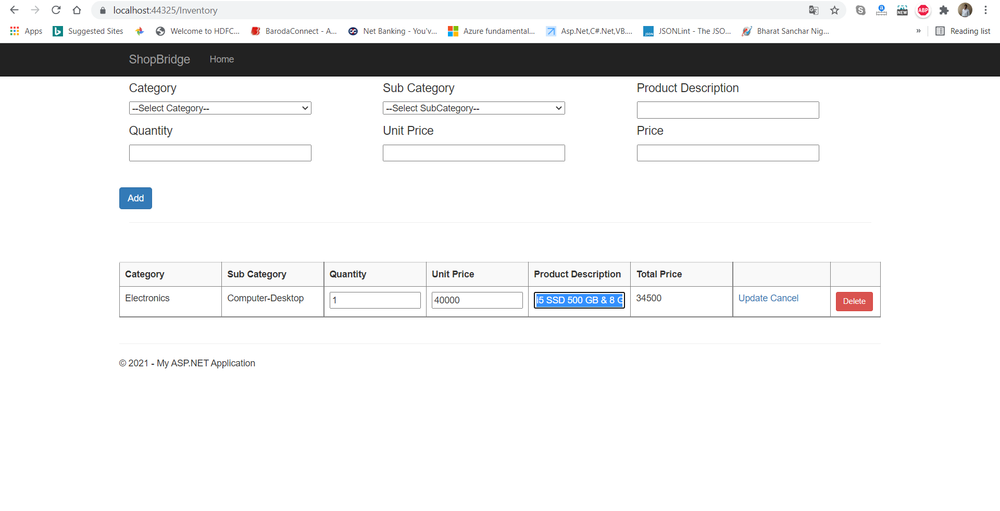 localhost:44325/Inventory
NEW ABP
Apps Suggested Sites Welcome to HDFC... BarodaConnect - A... Net Banking - You'v... Azure fundamental... Asp.Net,C#.Net,VB.... JSON JSONLint - The JSO... Bharat Sanchar Nig... » Reading list
ShopBridge Home
Category Sub Category Product Description
--Select Category-- --Select SubCategory--
Quantity Unit Price Price
Add
Category Sub Category Quantity Unit Price Product Description Total Price
Electronics Computer-Desktop 1 40000 i5 SSD 500 GB & 8 G 34500 Update Cancel Delete
© 2021 - My ASP.NET Application